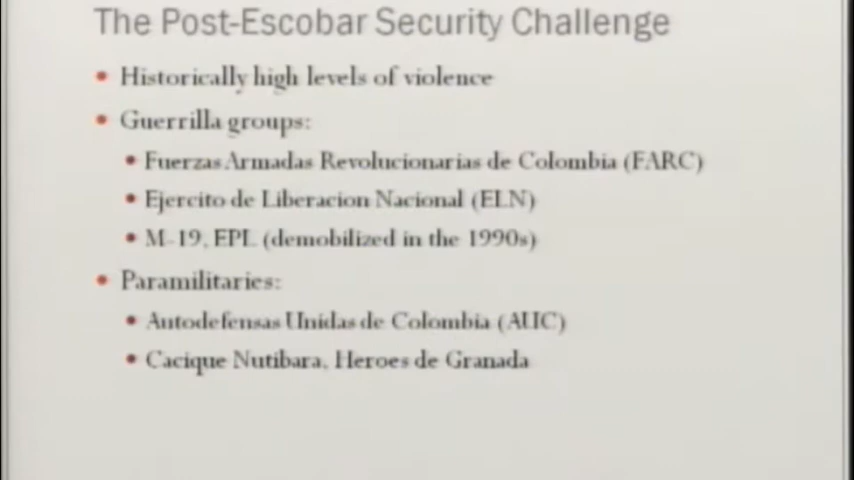 The Post-Escobar Security Challenge
• Historically high levels of violence
• Guerrilla groups:
• Fuerzas Armadas Revolucionarias de Colombia (FARC)
• Ejercito de Liberacion Nacional (ELN)
• M-19, EPL (demobilized in the 1990s)
• Paramilitaries:
• Autodefensas Unidas de Colombia (AUC)
• Cacique Nutibara, Heroes de Granada